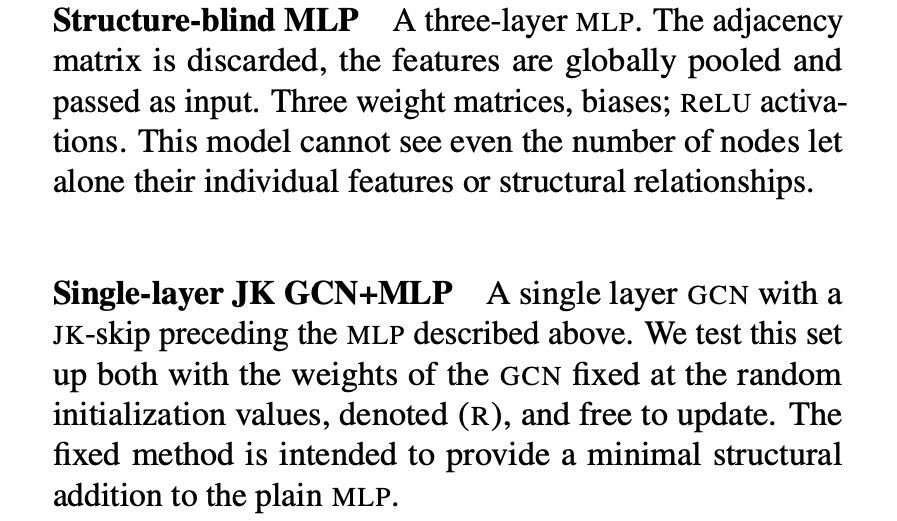 Structure-blind MLP A three-layer MLP. The adjacency
matrix is discarded, the features are globally pooled and
passed as input. Three weight matrices, biases; ReLU activa-
tions. This model cannot see even the number of nodes let
alone their individual features or structural relationships.
Single-layer JK GCN+MLP A single layer GCN with a
JK-skip preceding the MLP described above. We test this set
up both with the weights of the GCN fixed at the random
initialization values, denoted (R), and free to update. The
fixed method is intended to provide a minimal structural
addition to the plain MLP.